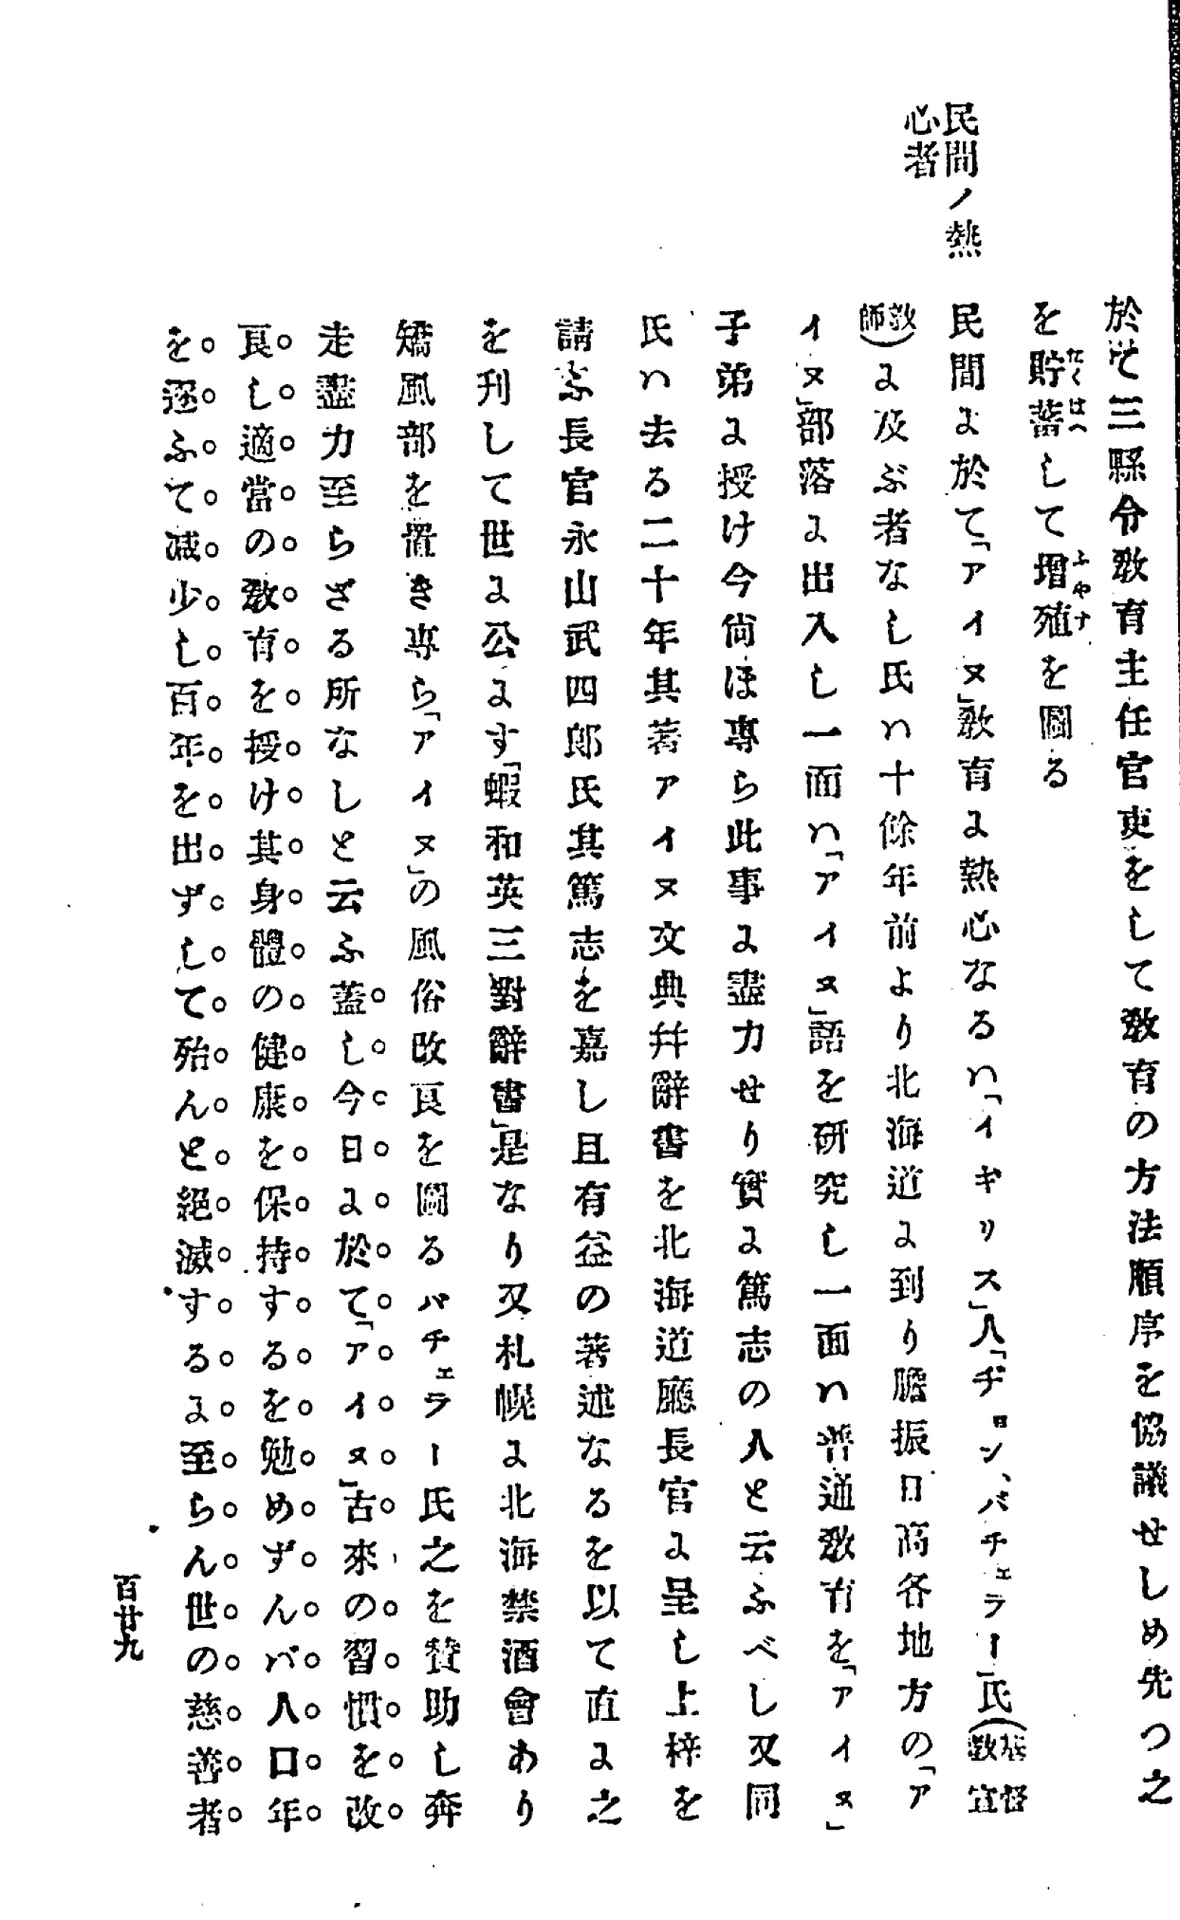 民間ノ熱
心者
於て三縣令敎育主任官吏をして敎育の方法順序を協議せしめ先つ之
を貯蓄して增殖を圖る
たくはへ
ふやす
民間に於て「アイヌ」敎育に熱心なるハ「イギリス」人「ヂョン、バチェラー」氏(基督敎宣
敎師)に及ぶ者なし氏ハ十餘年前より北海道に到り膽振日高各地方の「ア
イヌ」部落に出入し一面ハ「アイヌ」語を硏究し一面ハ普通敎育を「アイヌ」
子弟に授け今尙ほ專ら此事に盡力せり實に篤志の人と云ふべし又同
氏ハ去る二十年其著アイヌ文典幷辭書を北海道廳長官に呈し上梓を
請ふ長官永山武四郞氏其篤志を嘉し且有益の著述なるを以て直に之
を刋して世に公にす「蝦和英三對辭書」是なり又札幌に北海禁酒會あり
矯風部を置き專ら「アイヌ」の風俗改良を圖るバチェラー氏之を賛助し奔
走盡力至らざる所なしと云ふ蓋し今日に於て「アイヌ」古來の習慣を改
良し適當の敎育を授け其身體の健康を保持するを勉めずんバ人口年
を逐ふて减少し百年を出ずして殆んど絕滅するに至らん世の慈善者
百廿九